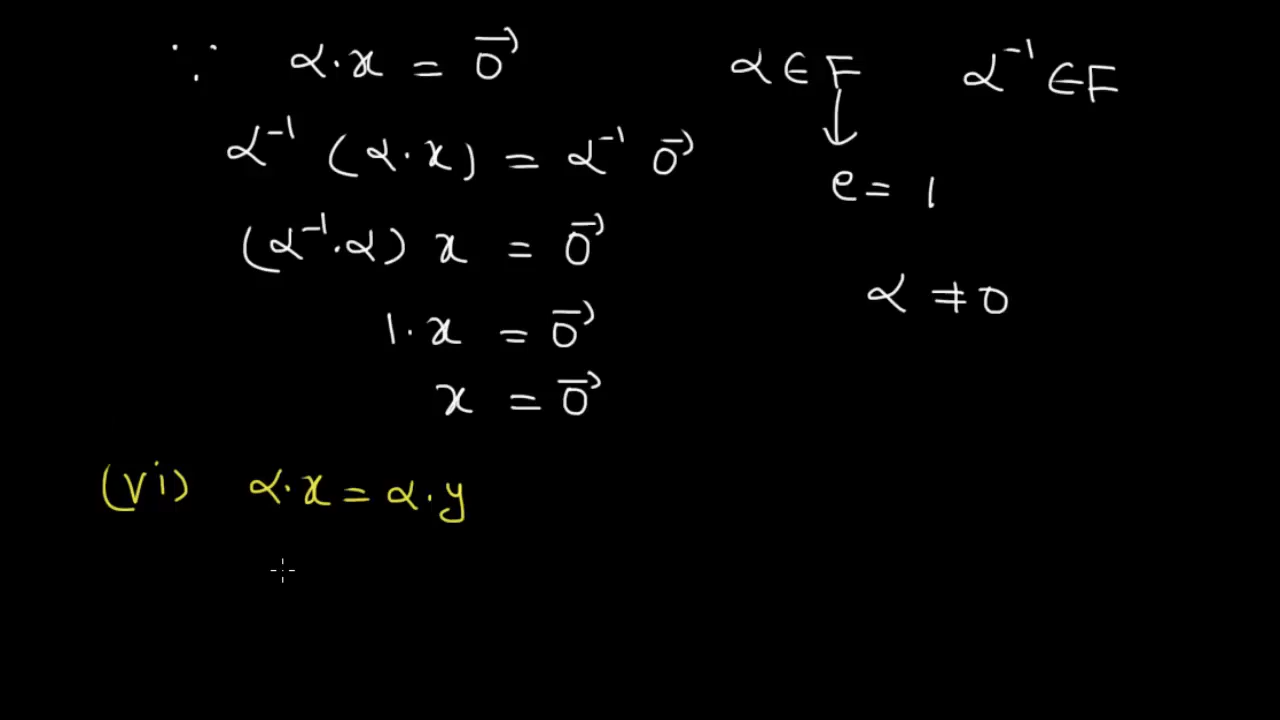 ∵ α·x = 0⃗ α ∈ F α⁻¹ ∈ F
↓
α⁻¹ (α·x) = α⁻¹ 0⃗ e = 1
(α⁻¹·α) x = 0⃗
α ≠ 0
1·x = 0⃗
x = 0⃗
(vi) α·x = α·y